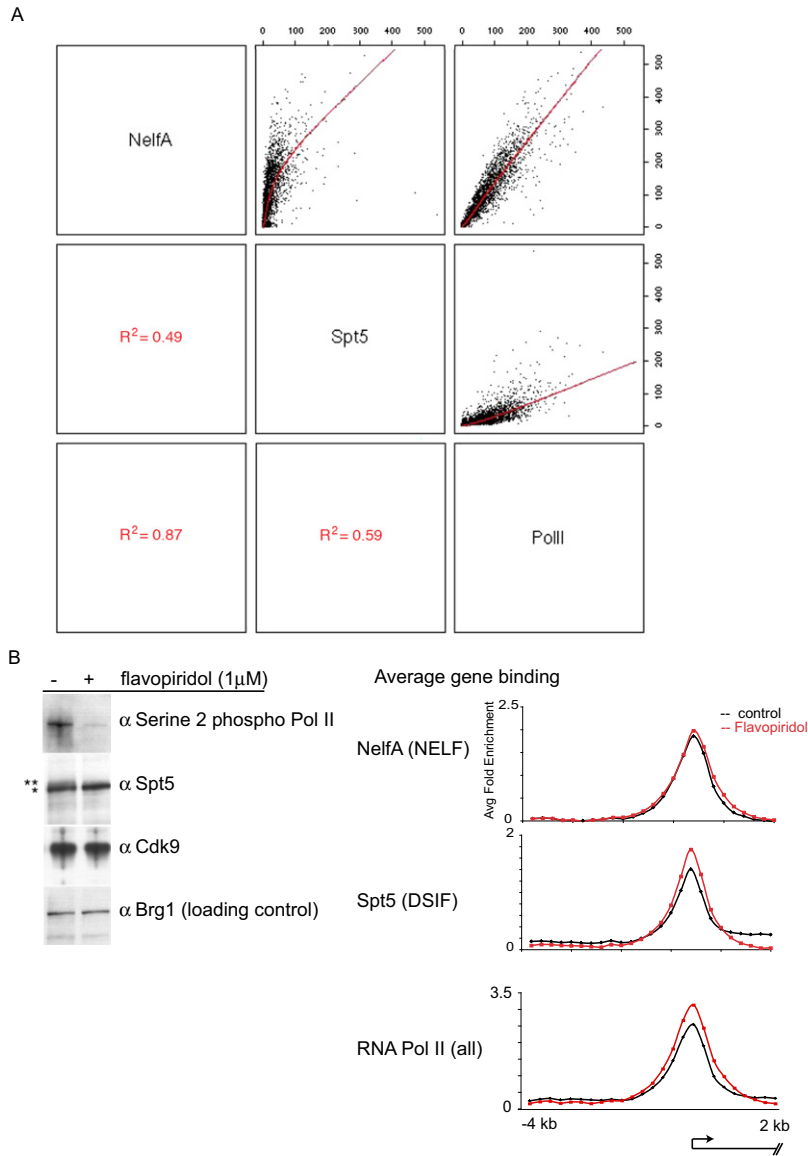 A
0 100 200 300 400 500
0 100 200 300 400 500
NelfA
0 100 200 300 400 500
R2 = 0.49
Spt5
0 100 200 300 400 500
R2 = 0.87
R2 = 0.59
PolII
B
- + flavopiridol (1μM)
α Serine 2 phospho Pol II
** 
*
α Spt5
α Cdk9
α Brg1 (loading control)
Average gene binding
-- control
-- Flavopiridol
NelfA (NELF)
Avg Fold Enrichment
2.5
0
Spt5 (DSIF)
2
0
RNA Pol II (all)
3.5
0
-4 kb
2 kb